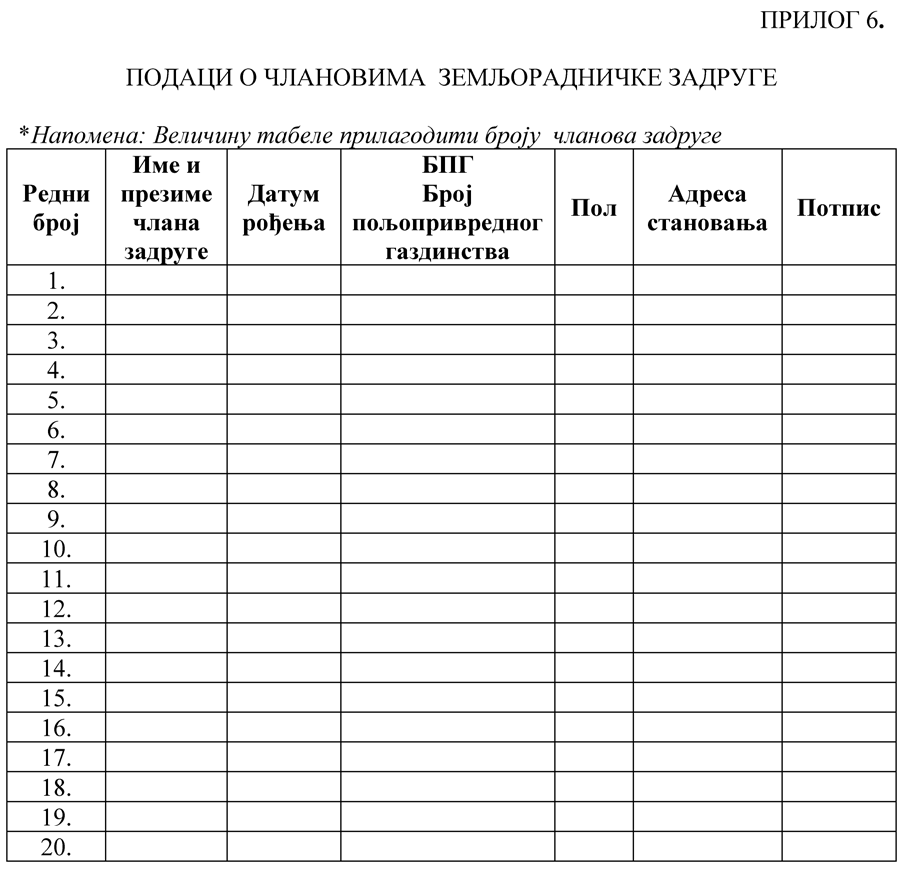 ПРИЛОГ 6.
ПОДАЦИ О ЧЛАНОВИМА ЗЕМЉОРАДНИЧКЕ ЗАДРУГЕ
*Напомена: Величину табеле прилагодити броју чланова задруге
Редни
број
Име и
презиме
члана
задруге
Датум
рођења
БПГ
Број
пољопривредног
газдинства
Пол
Адреса
становања
Потпис
1.
2.
3.
4.
5.
6.
7.
8.
9.
10.
11.
12.
13.
14.
15.
16.
17.
18.
19.
20.